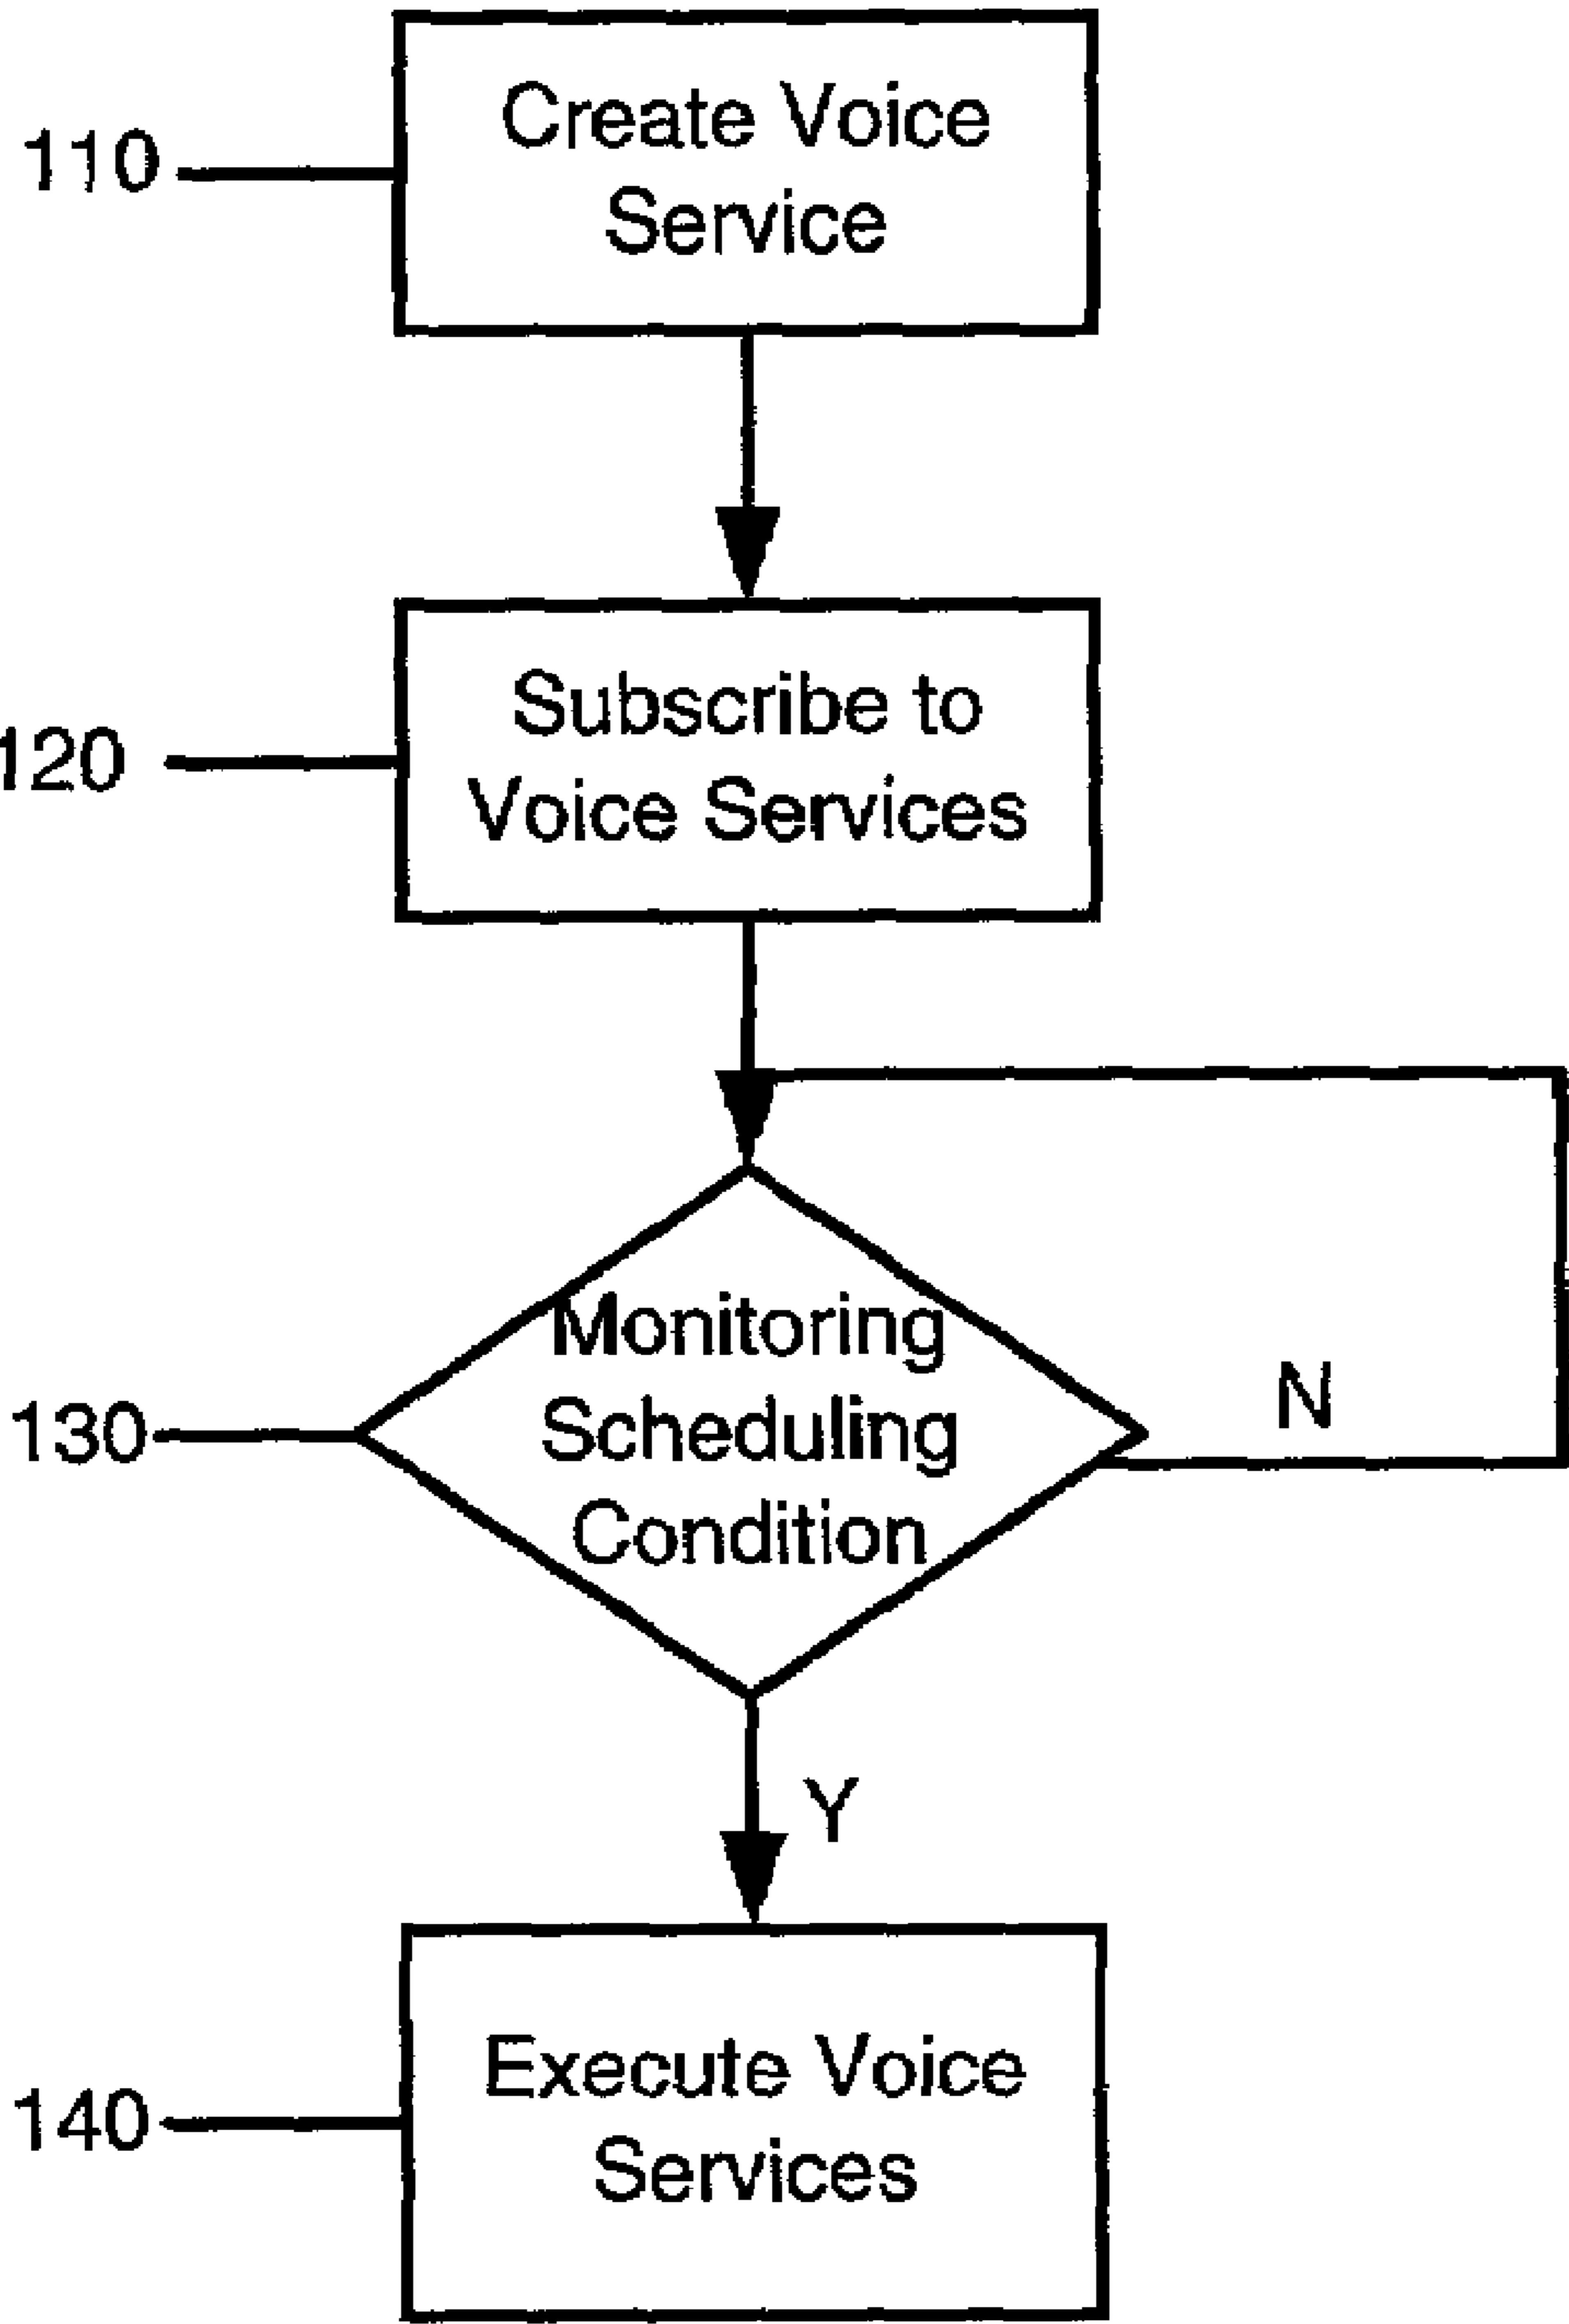 Create Voice
Service
110
Subscribe to
Voice Services
120
Monitoring
Scheduling
Condition
130
N
Y
Execute Voice
Services
140